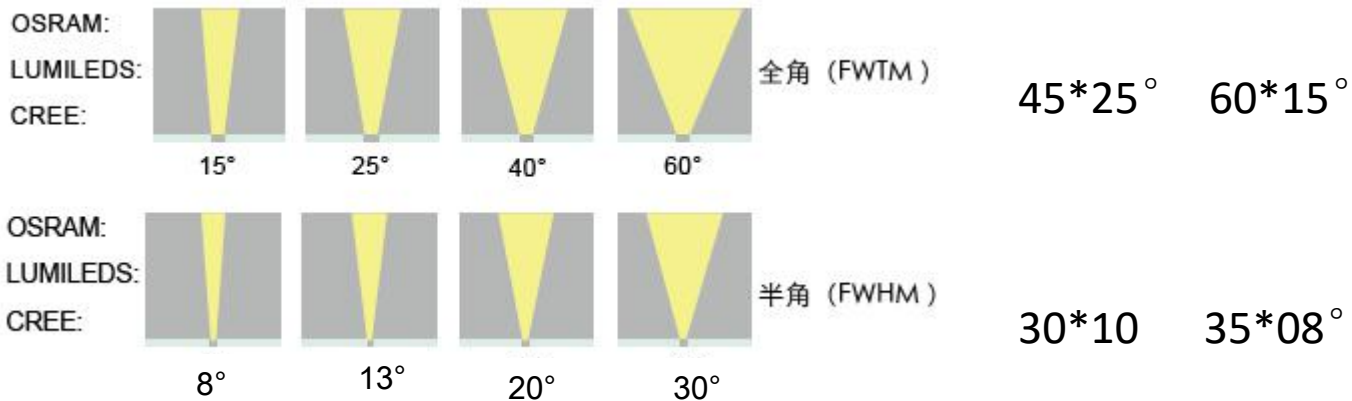 OSRAM:
LUMILEDS:
CREE:
15° 25° 40° 60°
全角（FWTM）
45*25° 60*15°
OSRAM:
LUMILEDS:
CREE:
8° 13° 20° 30°
半角（FWHM）
30*10 35*08°